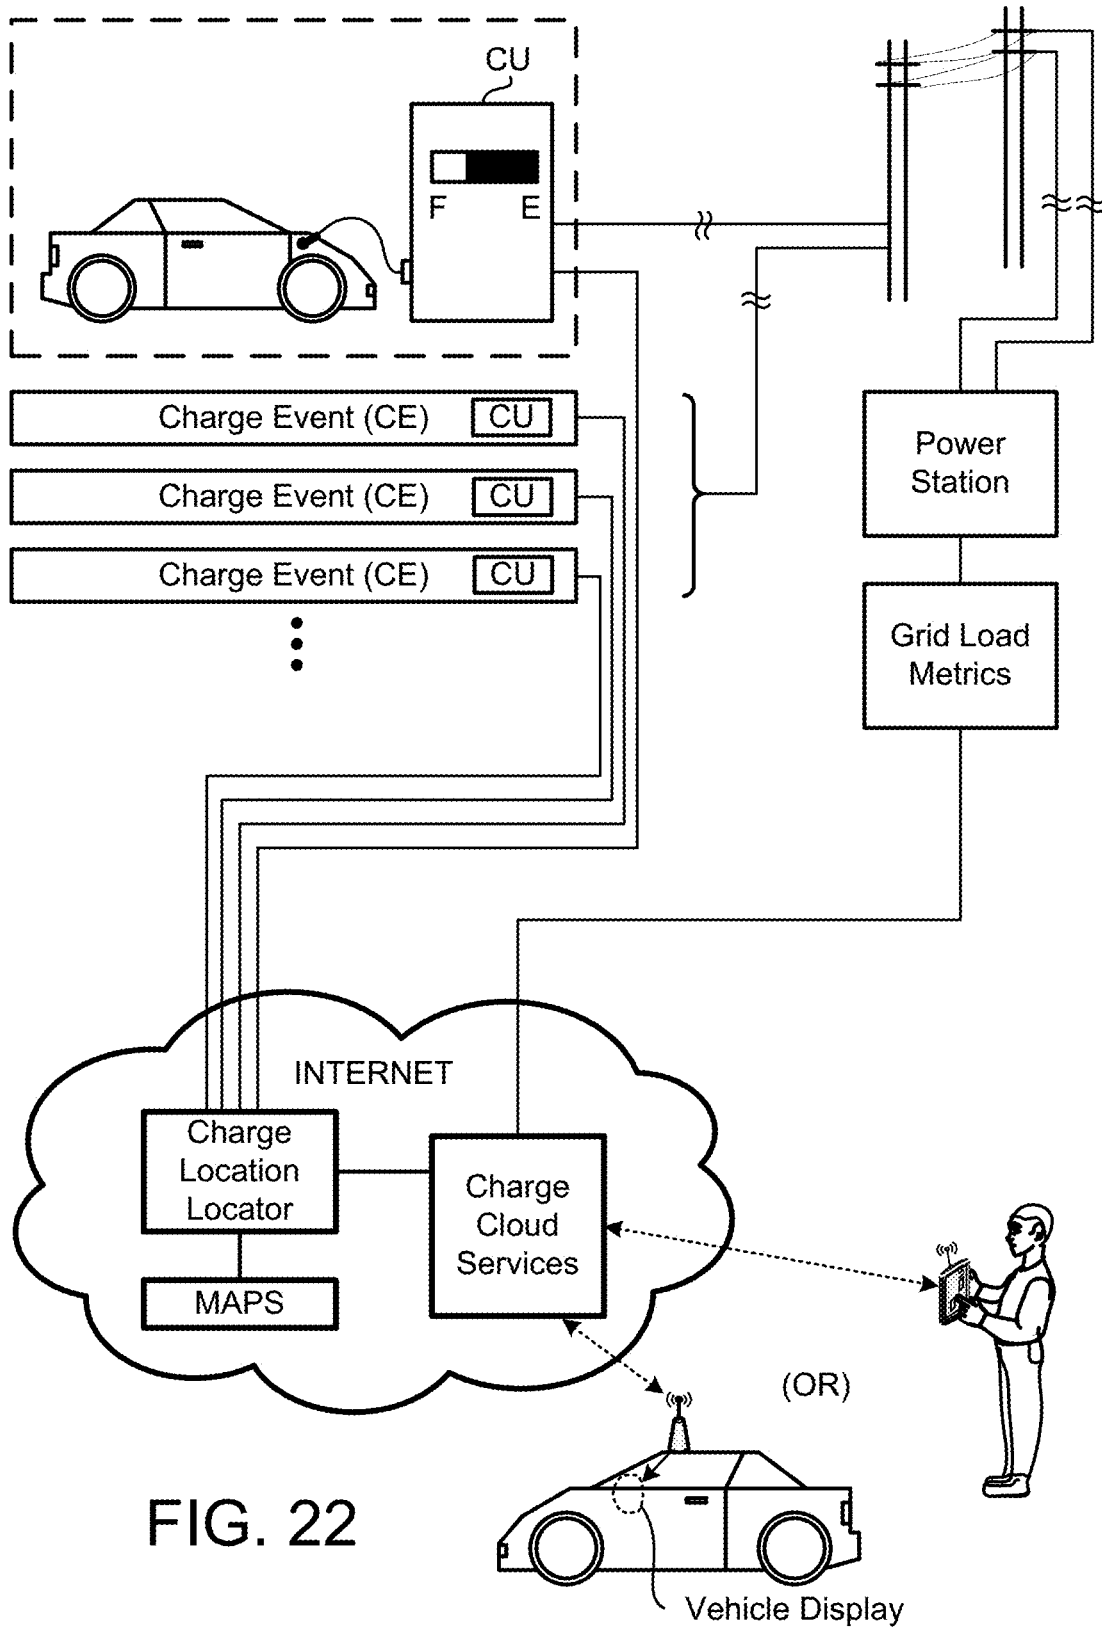 CU
F E
Charge Event (CE) CU
Charge Event (CE) CU
Charge Event (CE) CU
Power
Station
Grid Load
Metrics
INTERNET
Charge
Location
Locator
MAPS
Charge
Cloud
Services
(OR)
FIG. 22
Vehicle Display